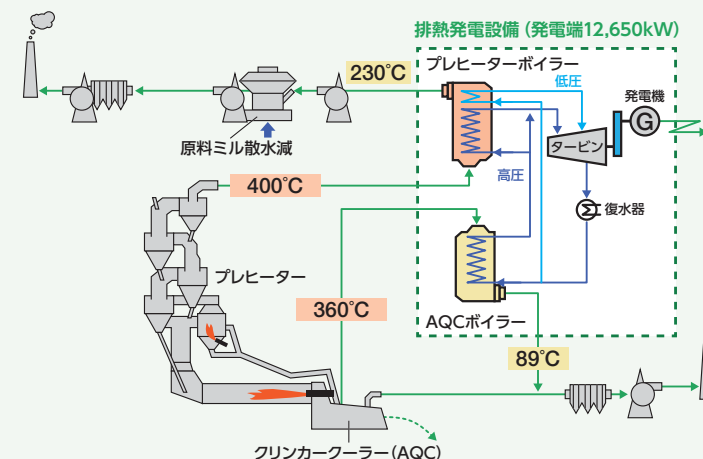 排熱発電設備（発電端12,650kW）
プレヒーターボイラー
230℃
低圧
発電機
G
タービン
原料ミル散水減
高圧
400℃
復水器
プレヒーター
360℃
AQCボイラー
89℃
クリンカークーラー（AQC）